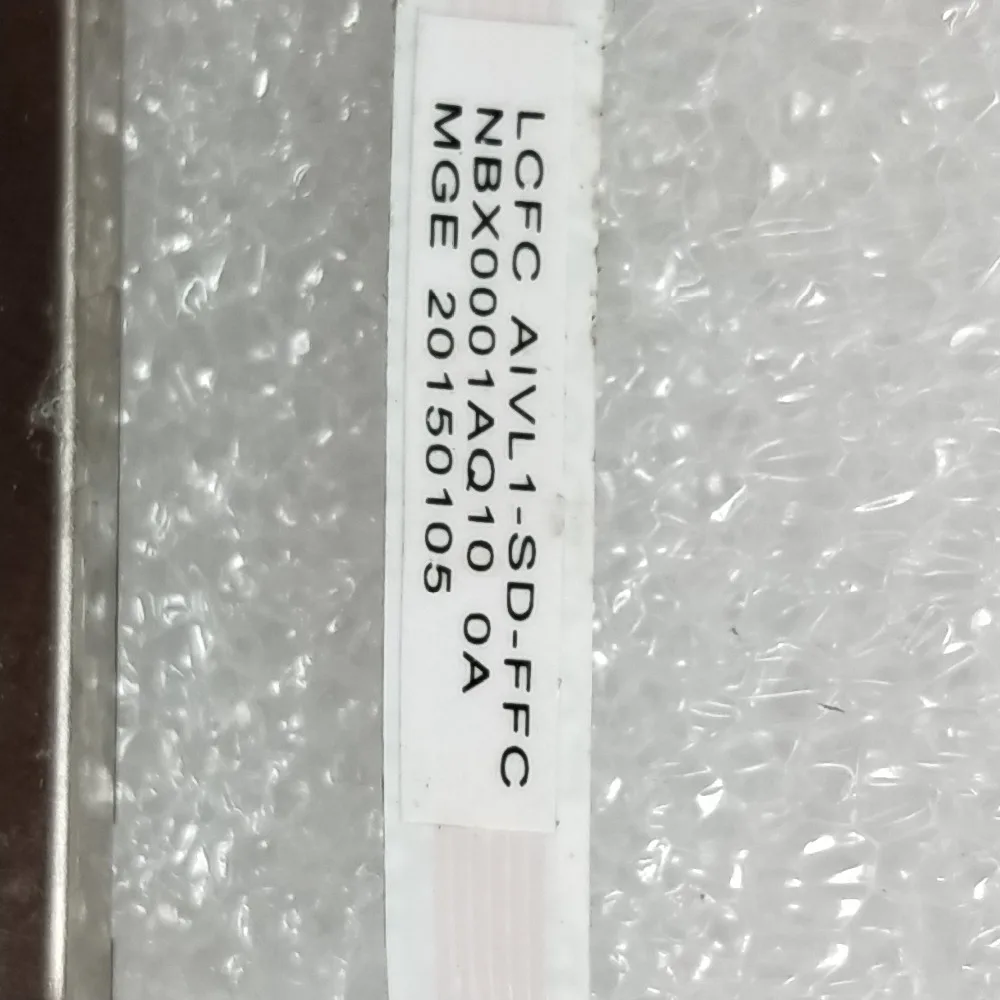 LCFC AIVL1-SD-FFC
NBX0001AQ10 0A
MGE 20150105